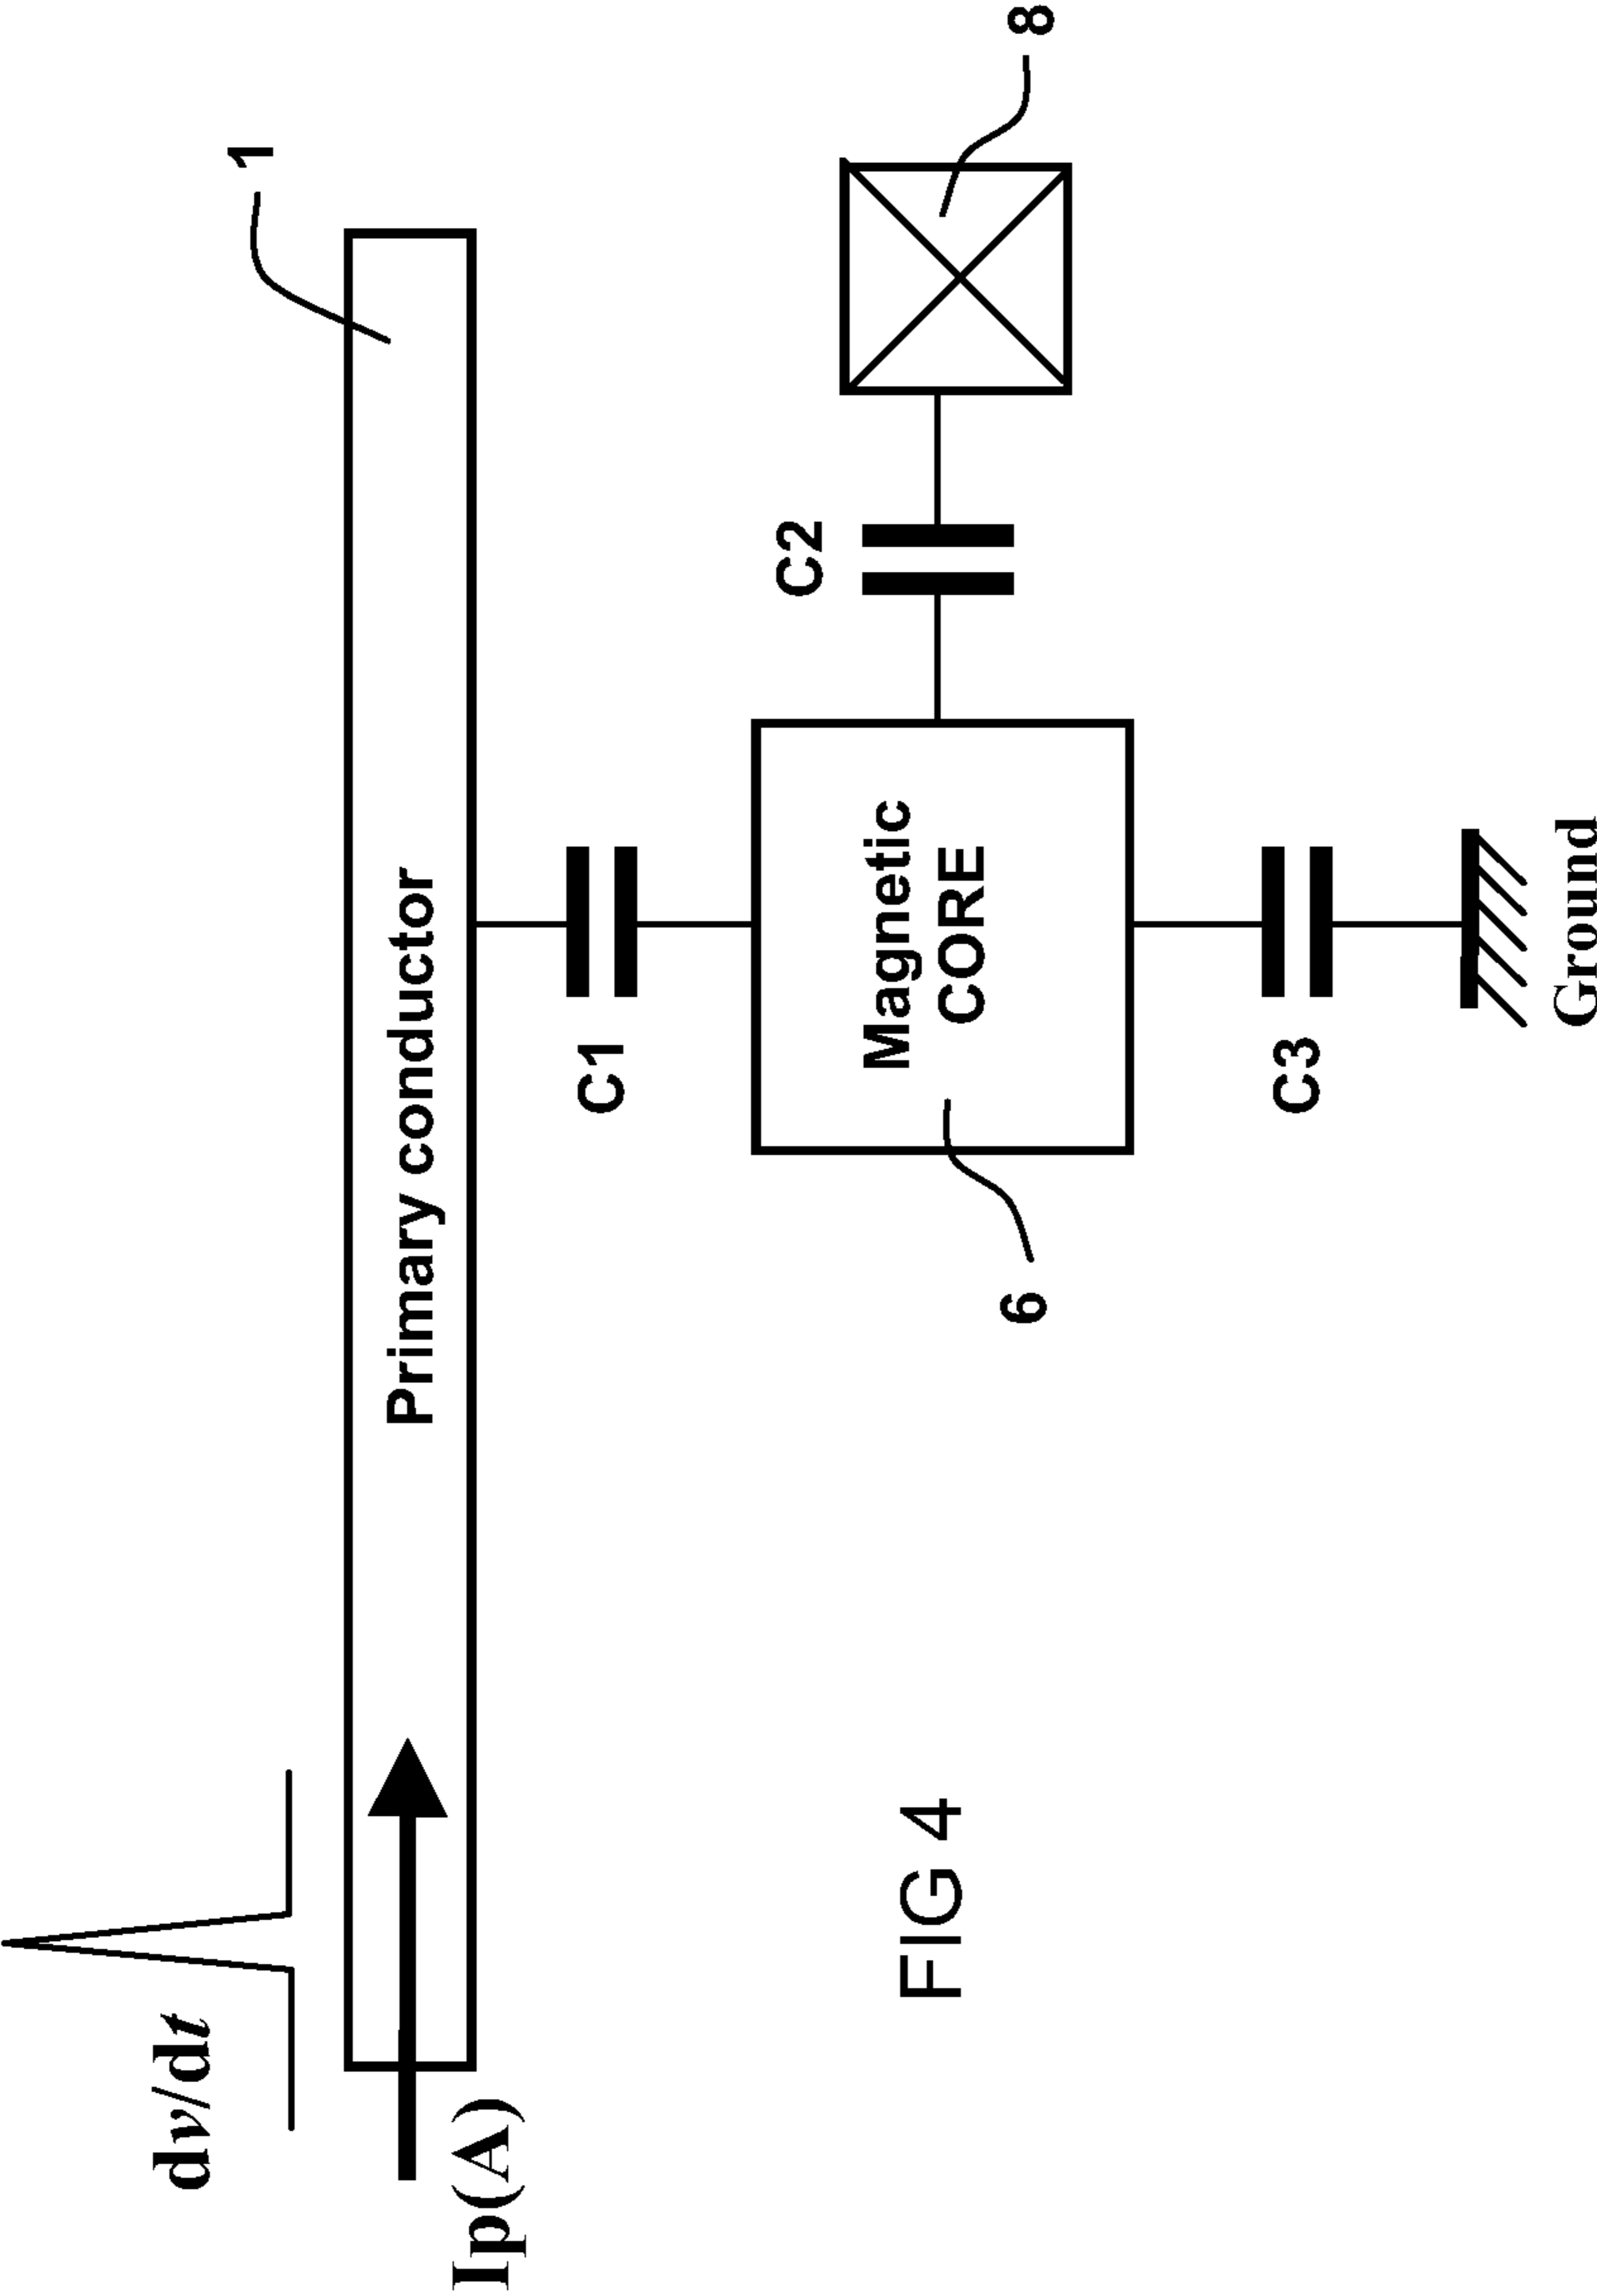 dv/dt
Ip(A)
Primary conductor
1
C1
C2
8
Magnetic
CORE
6
C3
Ground
FIG 4